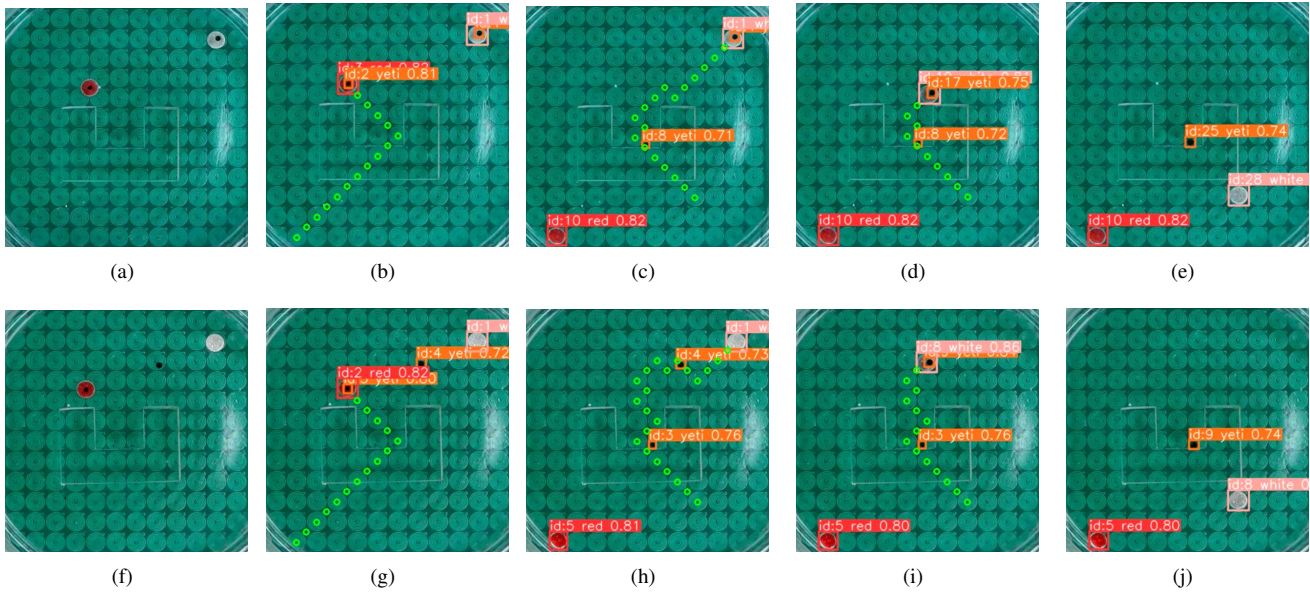 id:1 w
id:2 yeti 0.81
id:1 wh
id:8 yeti 0.71
id:10 red 0.82
id:17 yeti 0.75
id:8 yeti 0.72
id:10 red 0.82
id:25 yeti 0.74
id:28 white
id:10 red 0.82
(a) (b) (c) (d) (e)
id:1 w
id:4 yeti 0.72
id:2 red 0.82
id:1 w
id:4 yeti 0.73
id:3 yeti 0.76
id:5 red 0.81
id:8 white 0.86
id:3 yeti 0.76
id:5 red 0.80
id:9 yeti 0.74
id:8 white 0
id:5 red 0.80
(f) (g) (h) (i) (j)